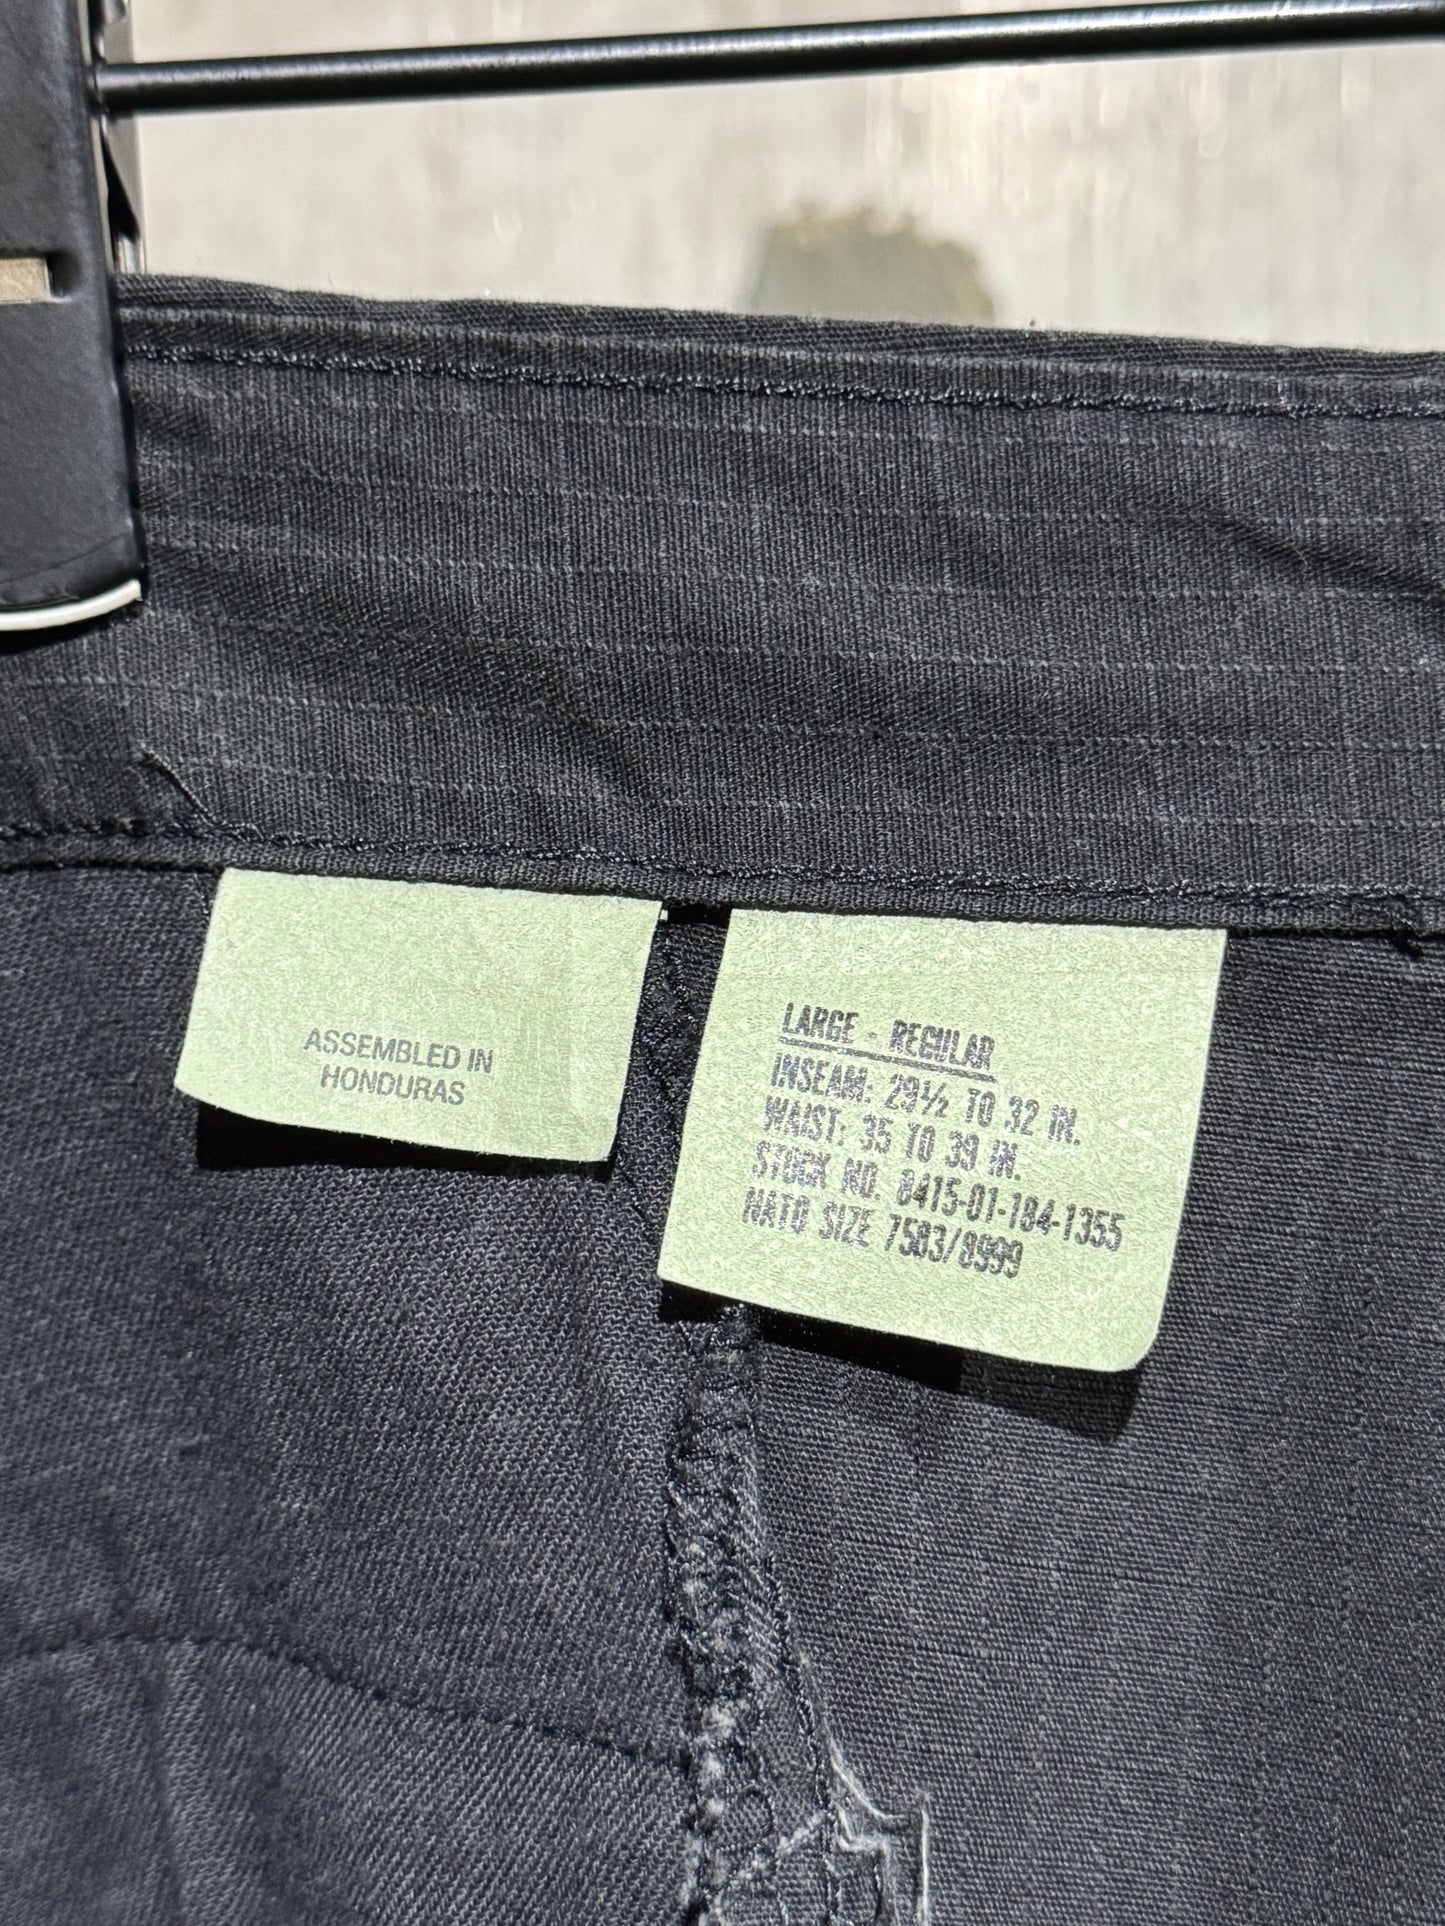 ASSEMBLED IN
HONDURAS
LARGE - REGULAR
INSEAM: 29½ TO 32 IN.
WAIST: 35 TO 39 IN.
STOCK NO. 8415-01-184-1355
NATO SIZE 7583/8999